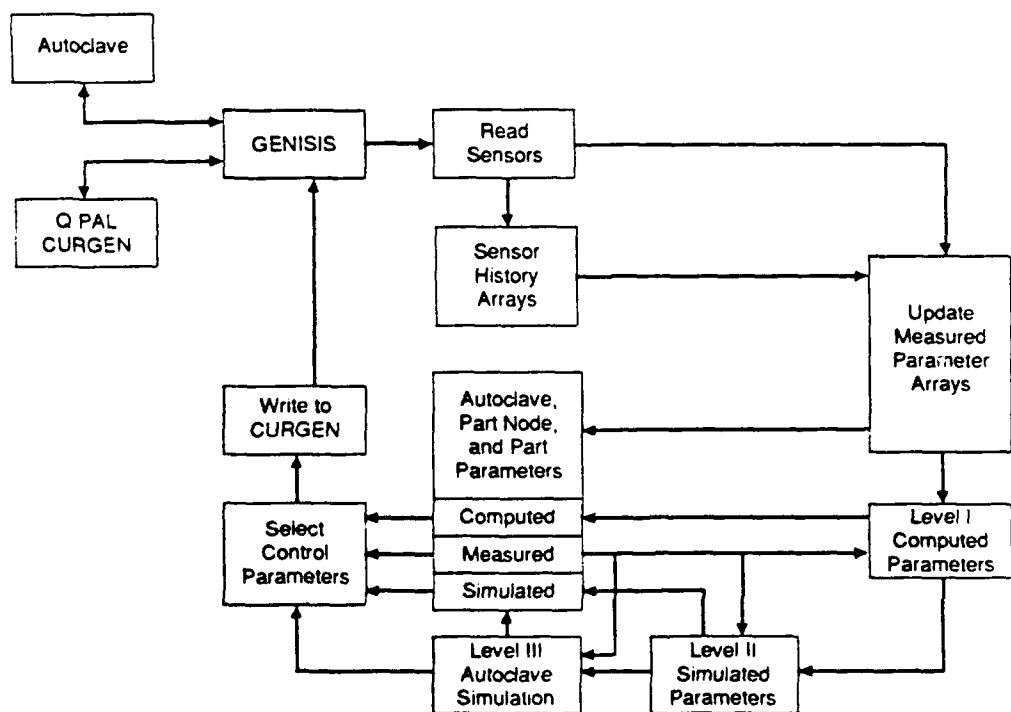 Autoclave
GENISIS
Read
Sensors
Q PAL
CURGEN
Sensor
History
Arrays
Update
Measured
Parameter
Arrays
Write to
CURGEN
Autoclave,
Part Node,
and Part
Parameters
Select
Control
Parameters
Computed
Measured
Simulated
Level I
Computed
Parameters
Level III
Autoclave
Simulation
Level II
Simulated
Parameters